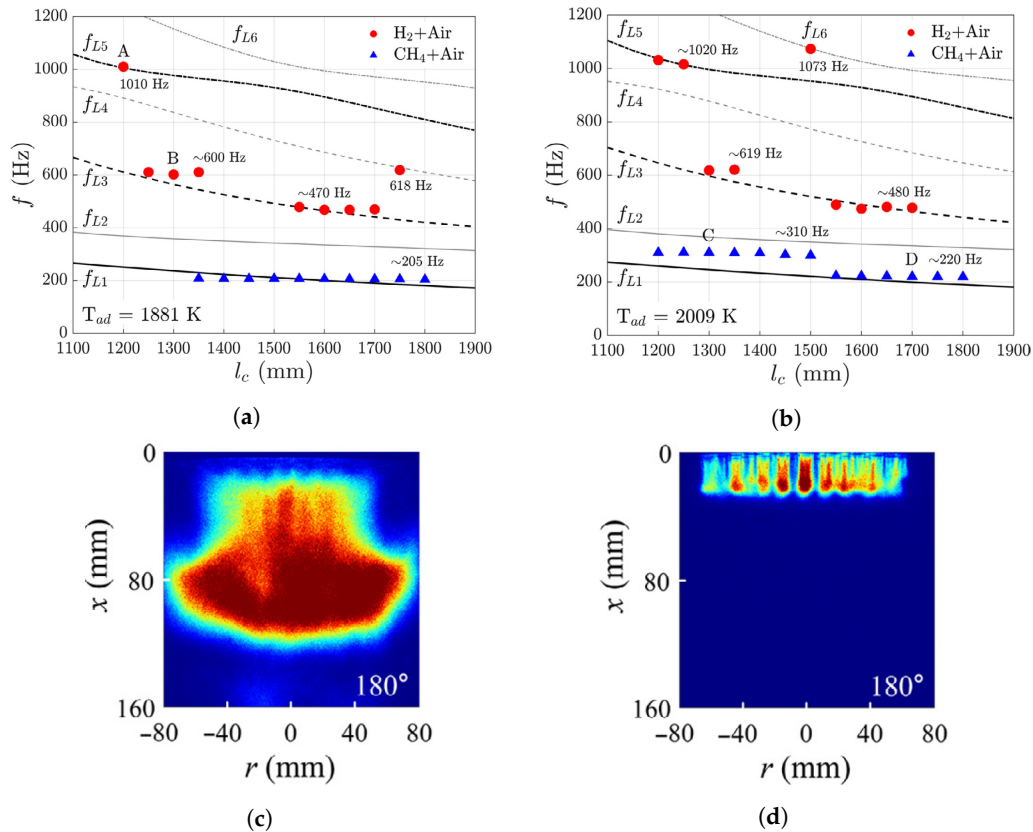 f_{L5} A f_{L6} H₂+Air
CH₄+Air
1200
1000
1010 Hz
f_{L4}
800
f (Hz)
B ~600 Hz
600
f_{L3}
618 Hz
~470 Hz
400
f_{L2}
~205 Hz
200
f_{L1}
T_{ad} = 1881 K
0
1100 1200 1300 1400 1500 1600 1700 1800 1900
l_c (mm)
(a)
f_{L5} ~1020 Hz f_{L6} H₂+Air
CH₄+Air
1200
1073 Hz
1000
f_{L4}
800
f (Hz)
~619 Hz
600
f_{L3}
~480 Hz
400
f_{L2}
C ~310 Hz
D ~220 Hz
200
f_{L1}
T_{ad} = 2009 K
0
1100 1200 1300 1400 1500 1600 1700 1800 1900
l_c (mm)
(b)
0
x (mm)
80
180°
160
−80 −40 0 40 80
r (mm)
(c)
0
x (mm)
80
180°
160
−80 −40 0 40 80
r (mm)
(d)